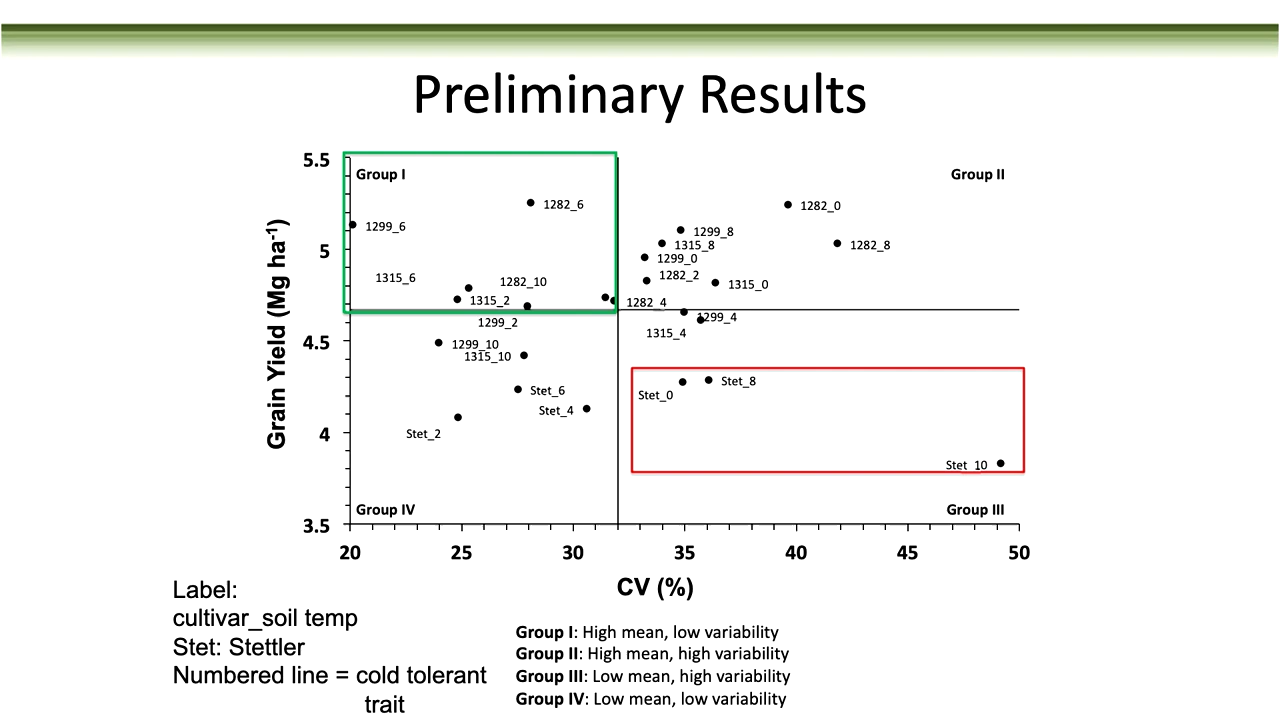 Preliminary Results
5.5
Group I
Group II
1282_6
1282_0
1299_6
1299_8
1315_8
1282_8
5
1299_0
1282_2
1315_6
1282_10
1315_0
1315_2
1282_4
1299_2
1299_4
1315_4
4.5
1299_10
1315_10
Stet_6
Stet_8
Stet_0
Stet_4
Stet_2
4
Stet_10
Group IV
Group III
3.5
20 25 30 35 40 45 50
Grain Yield (Mg ha-1)
CV (%)
Label:
cultivar_soil temp
Stet: Stettler
Numbered line = cold tolerant
trait
Group I: High mean, low variability
Group II: High mean, high variability
Group III: Low mean, high variability
Group IV: Low mean, low variability